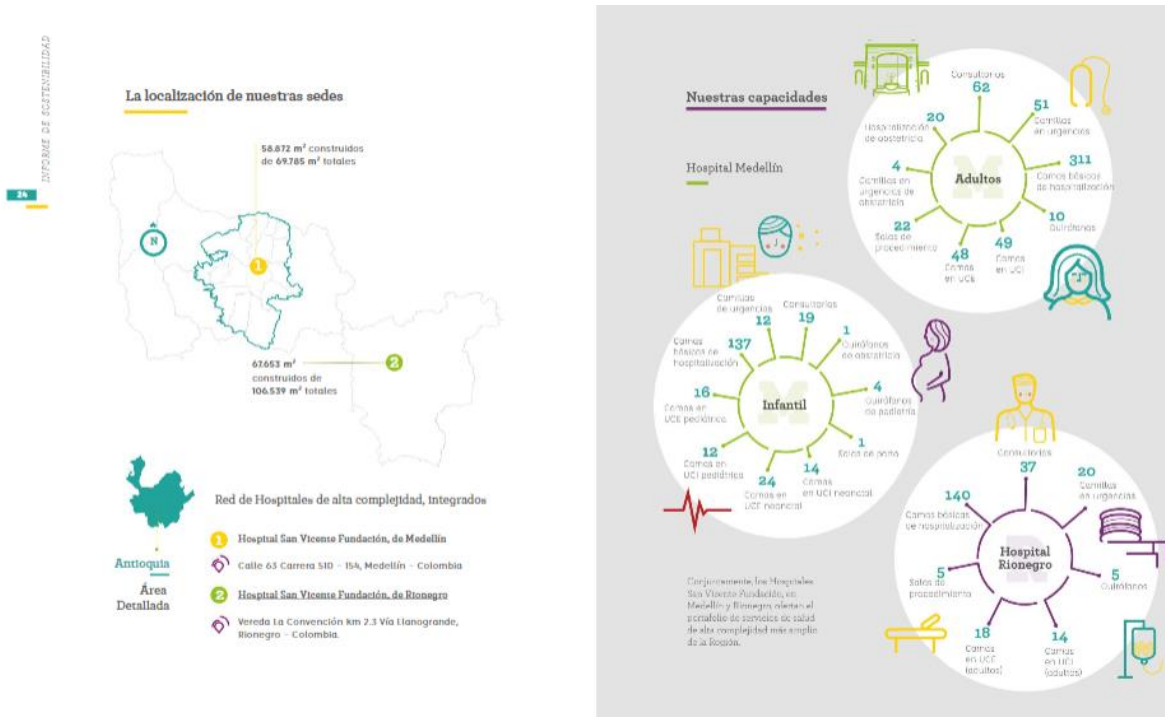 INFORME DE SOSTENIBILIDAD
24
La localización de nuestras sedes
58.872 m² construidos
de 69.785 m² totales
N
1
67.653 m²
construidos de
106.539 m² totales
2
Antioquia
Área
Detallada
Red de Hospitales de alta complejidad, integrados
1 Hospital San Vicente Fundación, de Medellín
Calle 63 Carrera 51D - 154, Medellín - Colombia
2 Hospital San Vicente Fundación, de Rionegro
Vereda La Convención km 2.3 Vía Llanogrande,
Rionegro - Colombia.
Nuestras capacidades
Hospital Medellín
M
Adultos
Consultorios
62
51
Camillas
en urgencias
311
Camas básicas
de hospitalización
10
Quirófanos
49
Camas
en UCI
48
Camas
en UCE
22
Salas de
procedimiento
4
Camillas en
urgencias de
obstetricia
20
Hospitalización
de obstetricia
M
Infantil
Camillas
de urgencias
12
Consultorios
19
1
Quirófanos
de obstetricia
4
Quirófanos
de pediatría
1
Salas de parto
14
Camas
en UCI neonatal
24
Camas en
UCE neonatal
12
Camas en
UCI pediátrica
16
Camas en
UCE pediátrica
Camas
básicas de
hospitalización
137
R
Hospital
Rionegro
Consultorios
37
20
Camillas
en urgencias
5
Quirófanos
14
Camas
en UCI
(adultos)
18
Camas
en UCE
(adultos)
5
Salas de
procedimiento
140
Camas básicas
de hospitalización
Conjuntamente, los Hospitales
San Vicente Fundación, en
Medellín y Rionegro, ofertan el
portafolio de servicios de salud
de alta complejidad más amplio
de la Región.